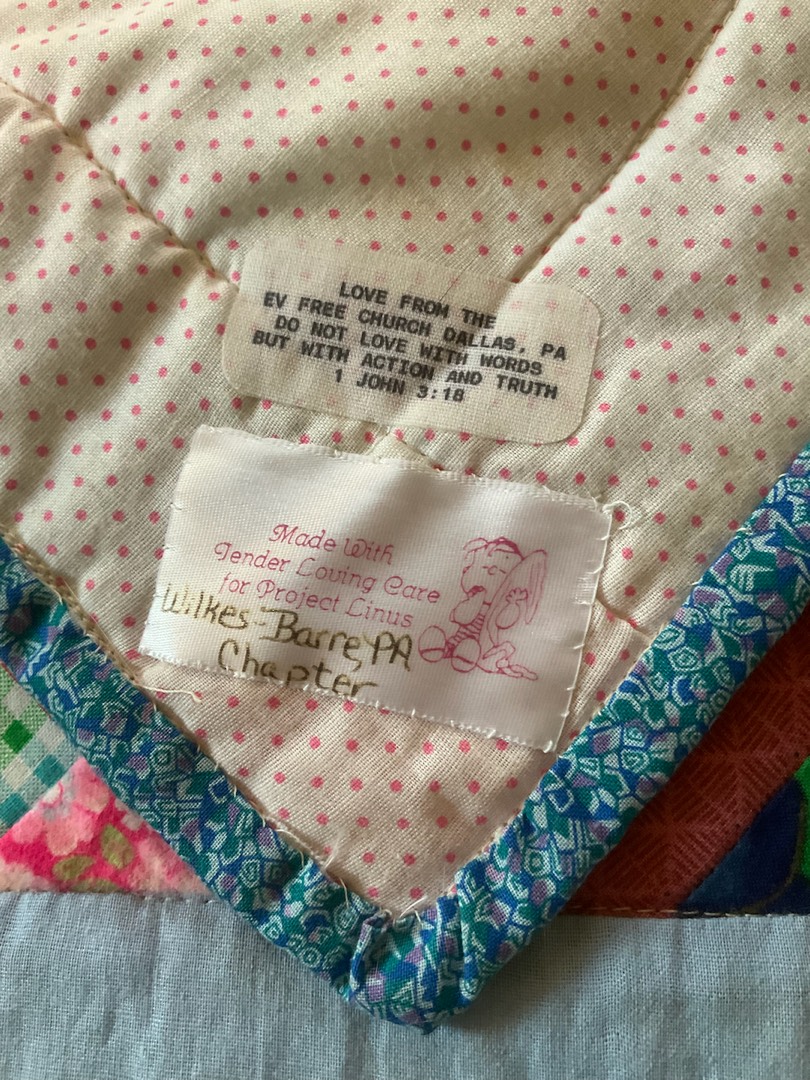 LOVE FROM THE
EV FREE CHURCH DALLAS, PA
DO NOT LOVE WITH WORDS
BUT WITH ACTION AND TRUTH
1 JOHN 3:18
Made With
Tender Loving Care
for Project Linus
Wilkes-Barre, PA
Chapter